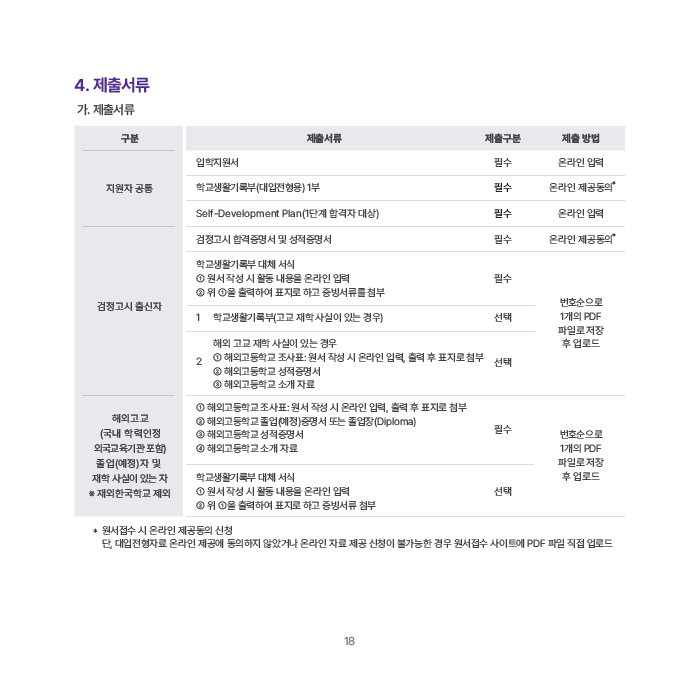 4. 제출서류
가. 제출서류
구분 제출서류 제출구분 제출 방법
지원자 공통
입학지원서 필수 온라인 입력
학교생활기록부(대입전형용) 1부 필수 온라인 제공동의*
Self-Development Plan(1단계 합격자 대상) 필수 온라인 입력
검정고시 출신자
검정고시 합격증명서 및 성적증명서 필수 온라인 제공동의*
학교생활기록부 대체 서식
① 원서 작성 시 활동 내용을 온라인 입력
② 위 ①을 출력하여 표지로 하고 증빙서류를 첨부
필수
1 학교생활기록부(고교 재학 사실이 있는 경우) 선택
2
해외 고교 재학 사실이 있는 경우
① 해외고등학교 조사표: 원서 작성 시 온라인 입력, 출력 후 표지로 첨부
② 해외고등학교 성적증명서
③ 해외고등학교 소개 자료
선택
번호순으로
1개의 PDF
파일로 저장
후 업로드
해외고교
(국내 학력인정
외국교육기관 포함)
졸업(예정)자 및
재학 사실이 있는 자
※ 재외한국학교 제외
① 해외고등학교 조사표: 원서 작성 시 온라인 입력, 출력 후 표지로 첨부
② 해외고등학교 졸업(예정)증명서 또는 졸업장(Diploma)
③ 해외고등학교 성적증명서
④ 해외고등학교 소개 자료
필수
학교생활기록부 대체 서식
① 원서 작성 시 활동 내용을 온라인 입력
② 위 ①을 출력하여 표지로 하고 증빙서류 첨부
선택
번호순으로
1개의 PDF
파일로 저장
후 업로드
* 원서접수 시 온라인 제공동의 신청
단, 대입전형자료 온라인 제공에 동의하지 않았거나 온라인 자료 제공 신청이 불가능한 경우 원서접수 사이트에 PDF 파일 직접 업로드
18